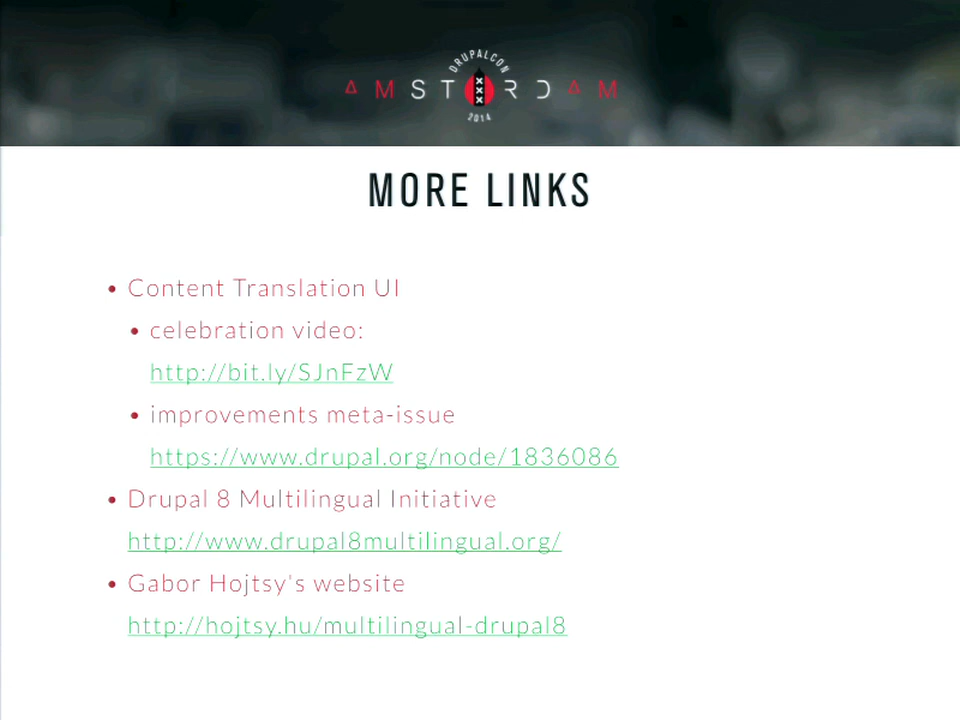 DRUPALCON
AMSTERDAM
2014
MORE LINKS
• Content Translation UI
• celebration video:
http://bit.ly/SJnFzW
• improvements meta-issue
https://www.drupal.org/node/1836086
• Drupal 8 Multilingual Initiative
http://www.drupal8multilingual.org/
• Gabor Hojtsy's website
http://hojtsy.hu/multilingual-drupal8